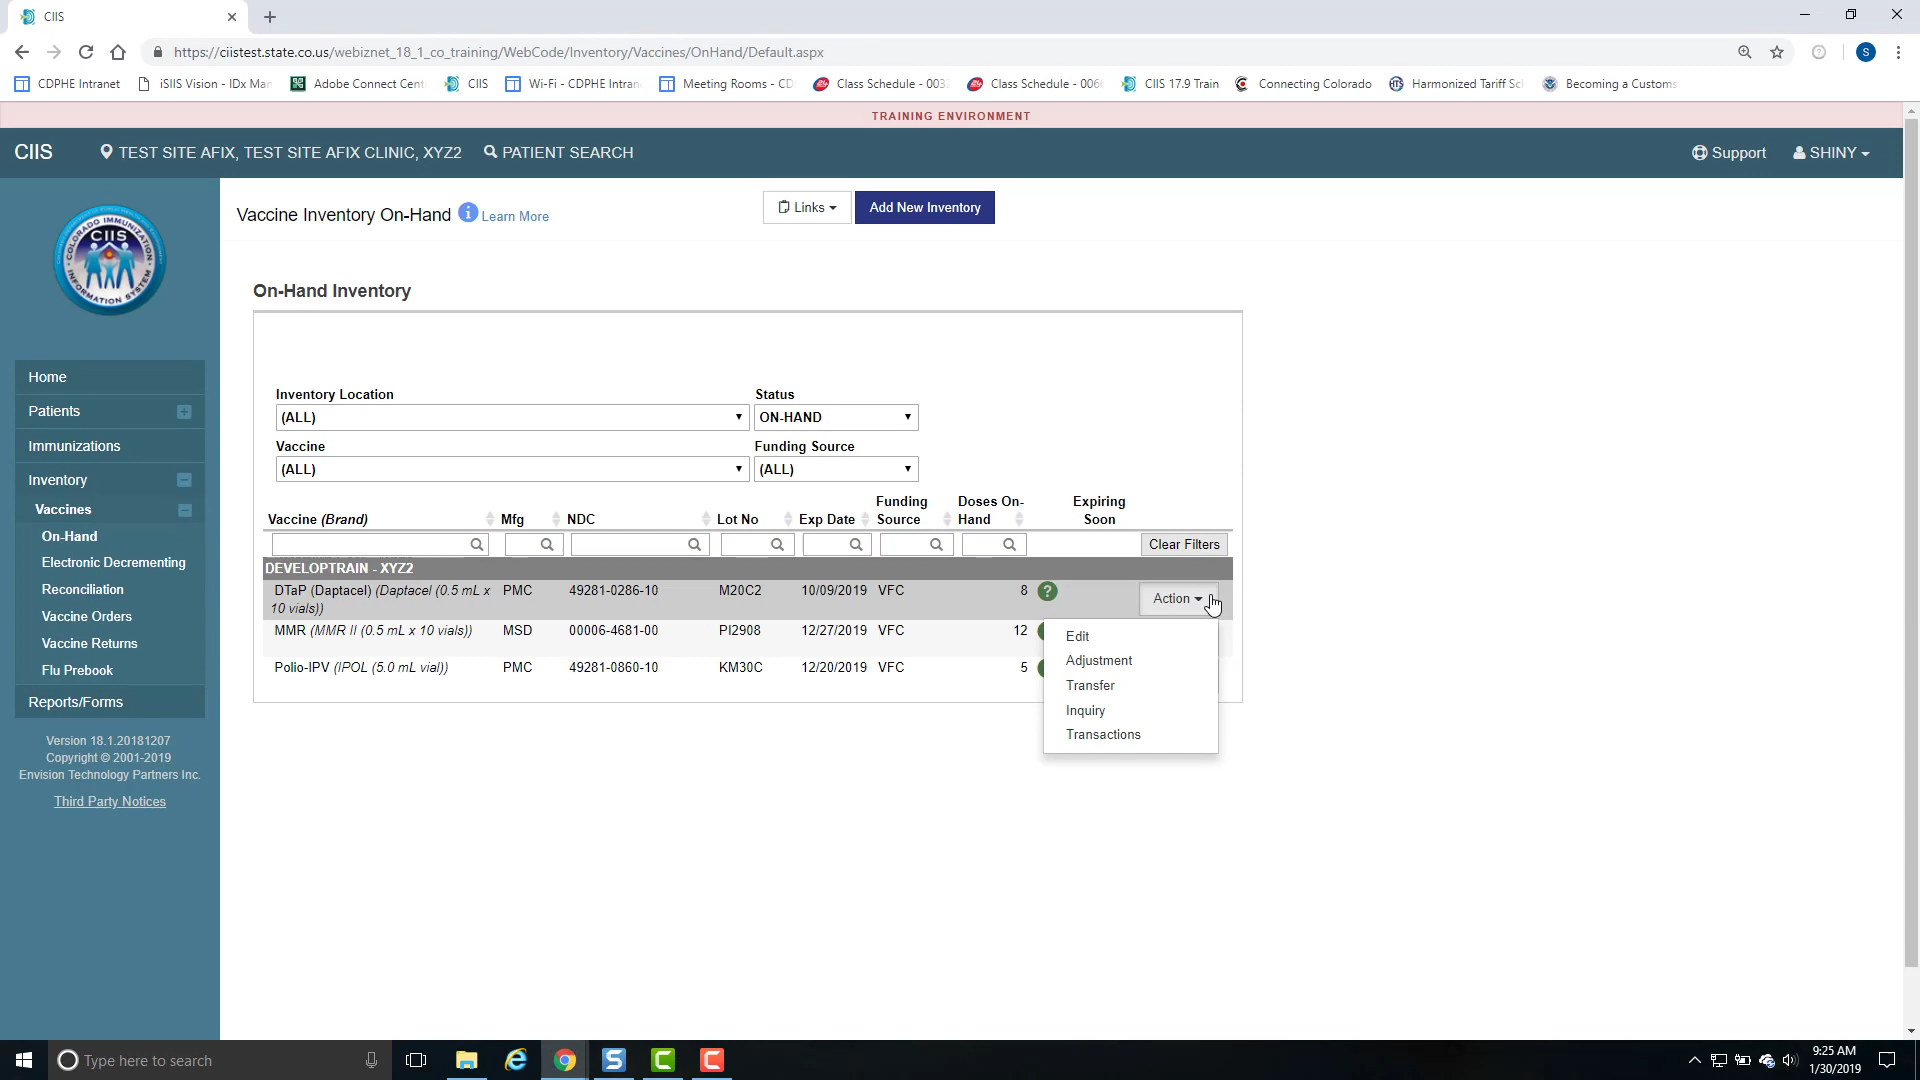 CIIS
https://ciistest.state.co.us/webiznet_18_1_co_training/WebCode/Inventory/Vaccines/OnHand/Default.aspx
S
CDPHE Intranet
iSIIS Vision - IDx Man
Adobe Connect Cent
CIIS
Wi-Fi - CDPHE Intran
Meeting Rooms - CD
Class Schedule - 0032
Class Schedule - 0066
CIIS 17.9 Train
Connecting Colorado
Harmonized Tariff Sc
Becoming a Customs
TRAINING ENVIRONMENT
CIIS
TEST SITE AFIX, TEST SITE AFIX CLINIC, XYZ2
PATIENT SEARCH
Support
SHINY
COLORADO IMMUNIZATION
CIIS
INFORMATION SYSTEM
Home
Patients
Immunizations
Inventory
Vaccines
On-Hand
Electronic Decrementing
Reconciliation
Vaccine Orders
Vaccine Returns
Flu Prebook
Reports/Forms
Version 18.1.20181207
Copyright © 2001-2019
Envision Technology Partners Inc.
Third Party Notices
Vaccine Inventory On-Hand
Learn More
Links
Add New Inventory
On-Hand Inventory
Inventory Location
Status
(ALL)
ON-HAND
Vaccine
Funding Source
(ALL)
(ALL)
Vaccine (Brand)
Mfg
NDC
Lot No
Exp Date
Funding
Source
Doses On-
Hand
Expiring
Soon
Clear Filters
DEVELOPTRAIN - XYZ2
DTaP (Daptacel) (Daptacel (0.5 mL x
10 vials))
PMC
49281-0286-10
M20C2
10/09/2019
VFC
8
?
Action
MMR (MMR II (0.5 mL x 10 vials))
MSD
00006-4681-00
PI2908
12/27/2019
VFC
12
Polio-IPV (IPOL (5.0 mL vial))
PMC
49281-0860-10
KM30C
12/20/2019
VFC
5
Edit
Adjustment
Transfer
Inquiry
Transactions
Type here to search
9:25 AM
1/30/2019